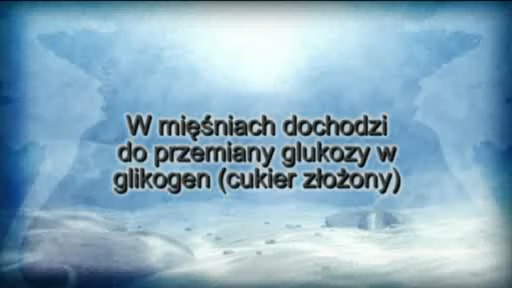 W mięśniach dochodzi
do przemiany glukozy w
glikogen (cukier złożony)